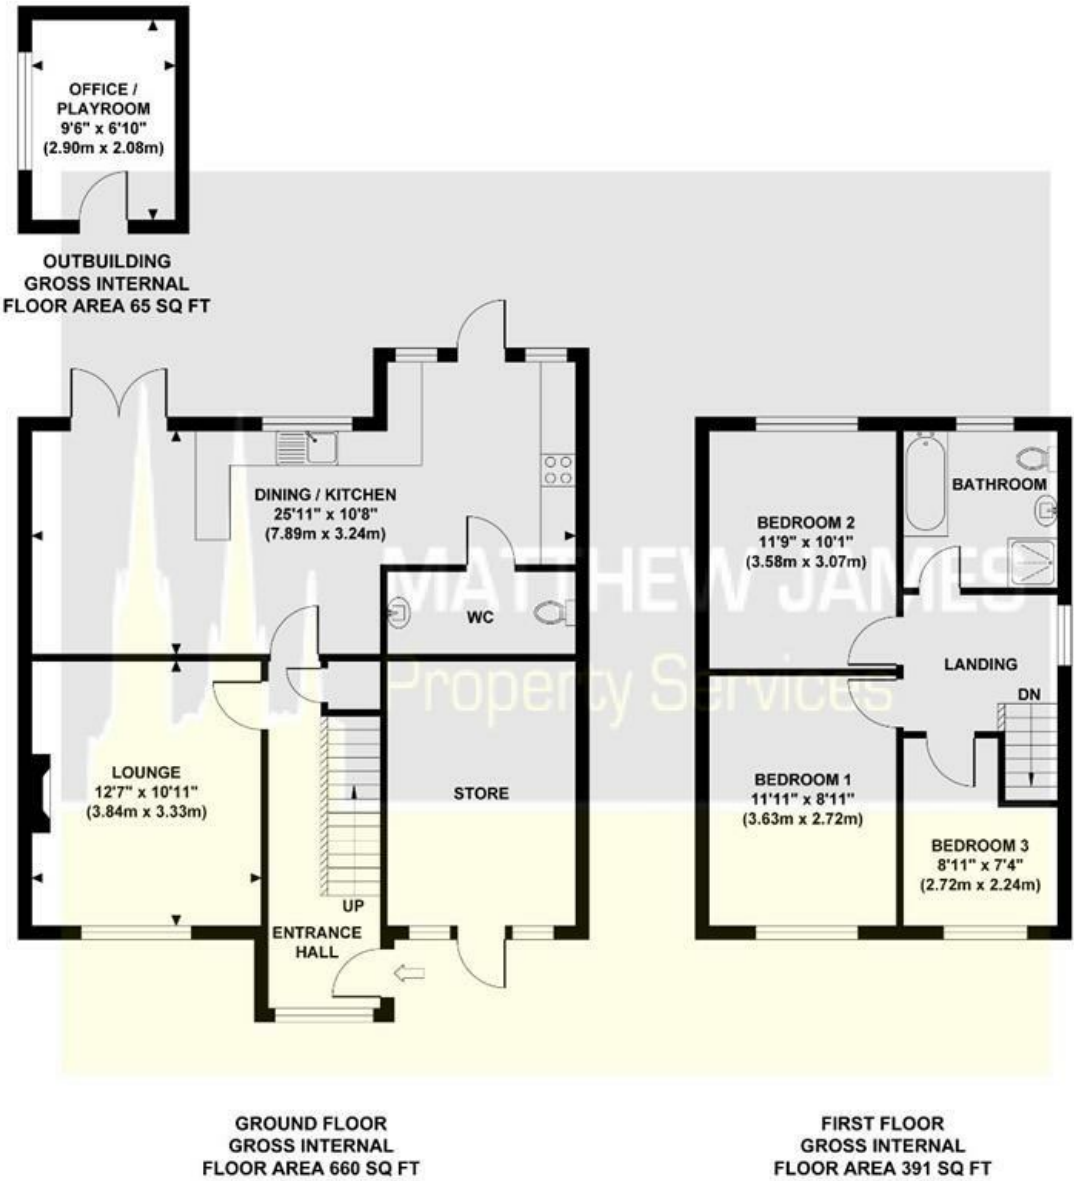 OFFICE /
PLAYROOM
9'6" x 6'10"
(2.90m x 2.08m)
OUTBUILDING
GROSS INTERNAL
FLOOR AREA 65 SQ FT
DINING / KITCHEN
25'11" x 10'8"
(7.89m x 3.24m)
WC
LOUNGE
12'7" x 10'11"
(3.84m x 3.33m)
STORE
UP
ENTRANCE
HALL
BEDROOM 2
11'9" x 10'1"
(3.58m x 3.07m)
BATHROOM
LANDING
DN
BEDROOM 1
11'11" x 8'11"
(3.63m x 2.72m)
BEDROOM 3
8'11" x 7'4"
(2.72m x 2.24m)
MATTHEW JAMES
Property Services
GROUND FLOOR
GROSS INTERNAL
FLOOR AREA 660 SQ FT
FIRST FLOOR
GROSS INTERNAL
FLOOR AREA 391 SQ FT